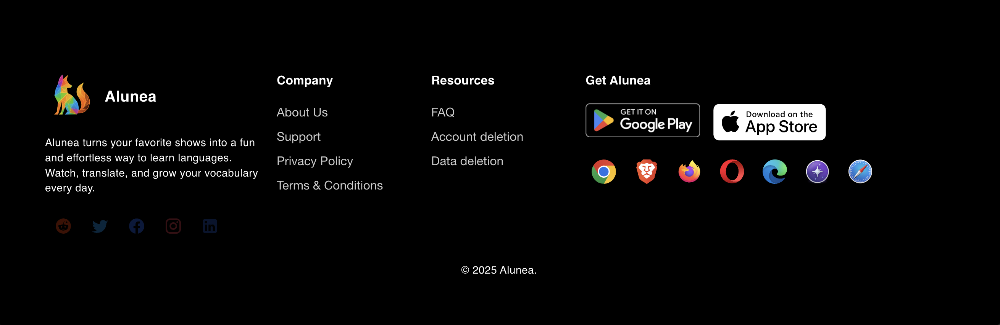 Alunea
Alunea turns your favorite shows into a fun
and effortless way to learn languages.
Watch, translate, and grow your vocabulary
every day.
in
Company
About Us
Support
Privacy Policy
Terms & Conditions
Resources
FAQ
Account deletion
Data deletion
Get Alunea
GET IT ON
Google Play
Download on the
App Store
© 2025 Alunea.